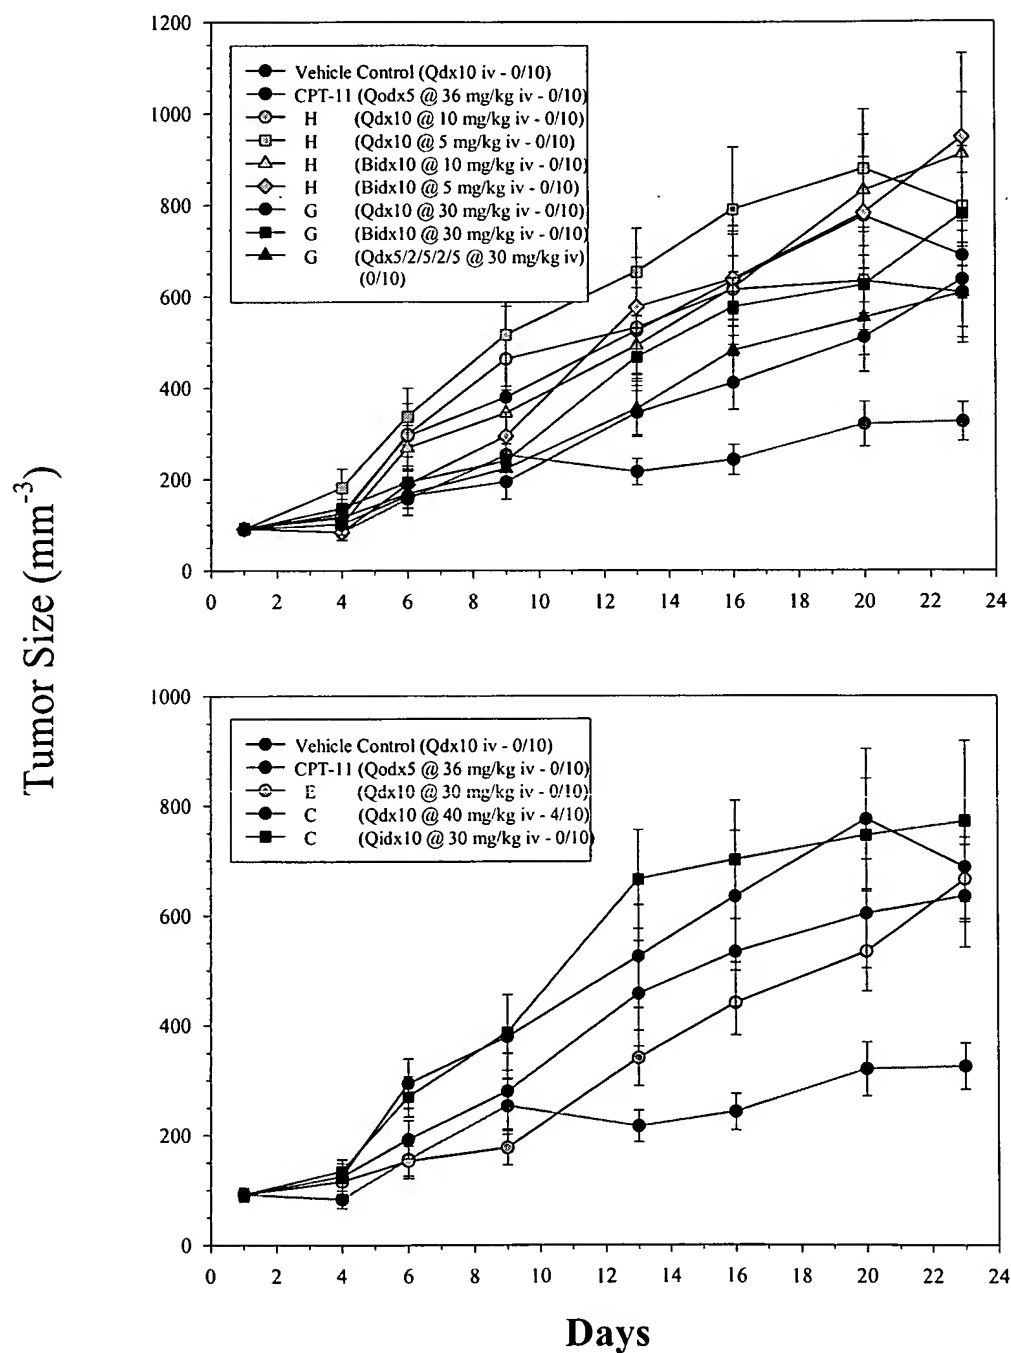 Tumor Size (mm⁻³)
1200
1000
800
600
400
200
0
Vehicle Control (Qdx10 iv - 0/10)
CPT-11 (Qodx5 @ 36 mg/kg iv - 0/10)
H (Qdx10 @ 10 mg/kg iv - 0/10)
H (Qdx10 @ 5 mg/kg iv - 0/10)
H (Bidx10 @ 10 mg/kg iv - 0/10)
H (Bidx10 @ 5 mg/kg iv - 0/10)
G (Qdx10 @ 30 mg/kg iv - 0/10)
G (Bidx10 @ 30 mg/kg iv - 0/10)
G (Qdx5/2/5/2/5 @ 30 mg/kg iv)
(0/10)
0 2 4 6 8 10 12 14 16 18 20 22 24
1000
800
600
400
200
0
Vehicle Control (Qdx10 iv - 0/10)
CPT-11 (Qodx5 @ 36 mg/kg iv - 0/10)
E (Qdx10 @ 30 mg/kg iv - 0/10)
C (Qdx10 @ 40 mg/kg iv - 4/10)
C (Qidx10 @ 30 mg/kg iv - 0/10)
0 2 4 6 8 10 12 14 16 18 20 22 24
Days